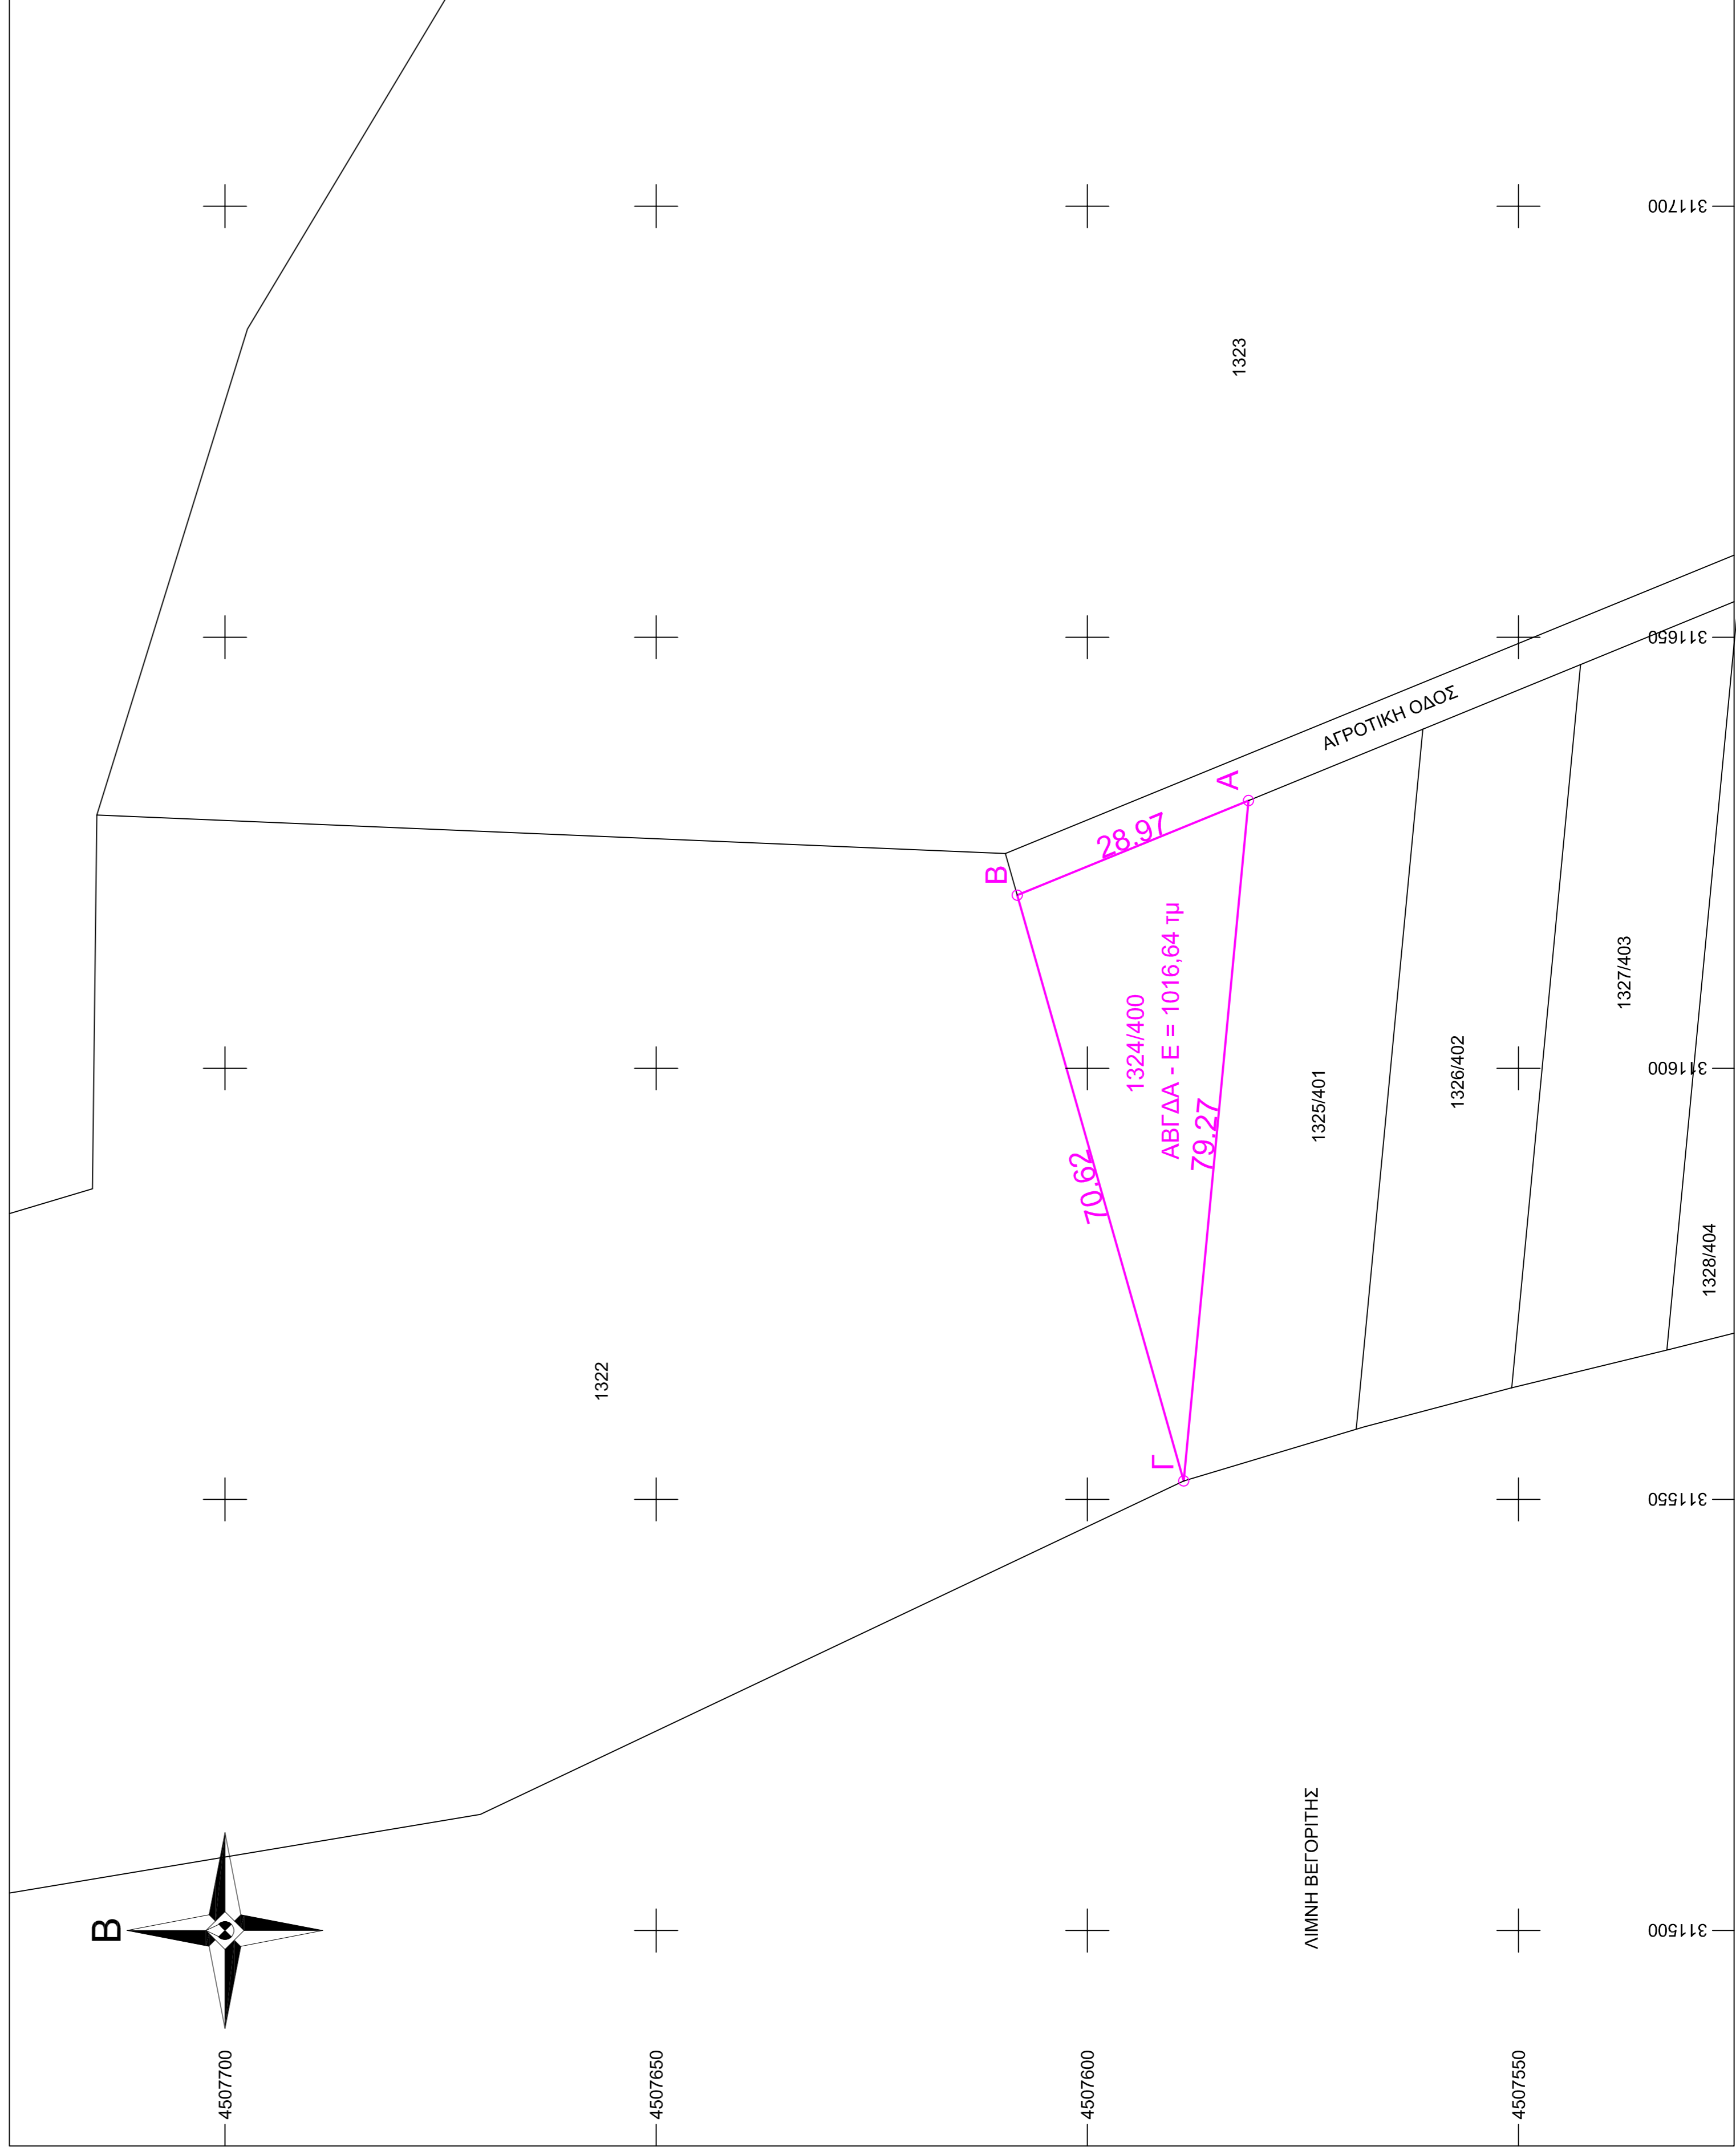 Β
4507700
4507650
4507600
4507550
311500
311550
311600
311650
311700
1322
1323
Β
28.97
Α
70.62
1324/400
ΑΒΓΔΑ - Ε = 1016,64 τμ
79.27
Γ
ΑΓΡΟΤΙΚΗ ΟΔΟΣ
1325/401
1326/402
1327/403
1328/404
ΛΙΜΝΗ ΒΕΓΟΡΙΤΗΣ